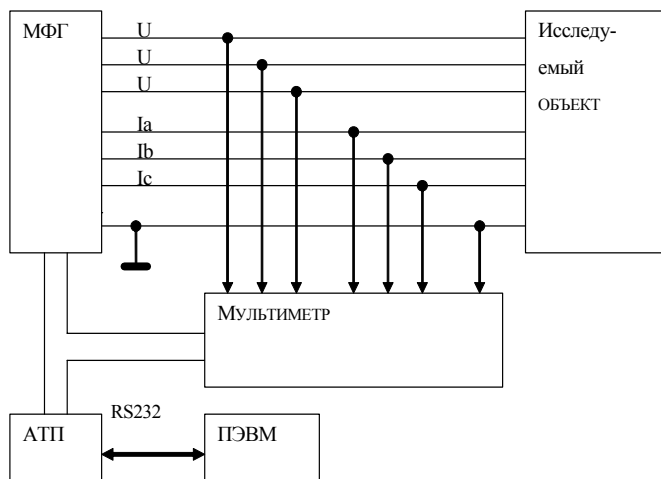 МФГ
U
Исследу-
емый
ОБЪЕКТ
U
U
Ia
Ib
Ic
МУЛЬТИМЕТР
RS232
АТП
ПЭВМ